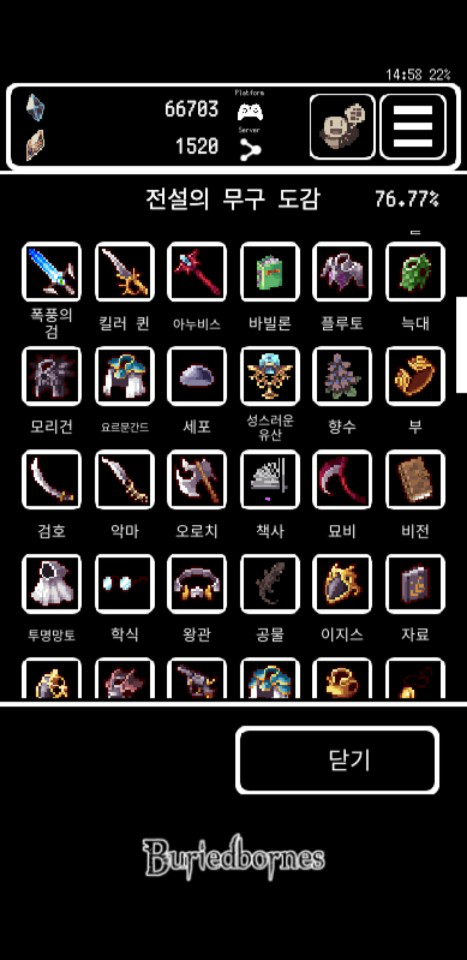 14:58 22%
Platform
66703
Server
1520
전설의 무구 도감 76.77%
폭풍의 검
킬러 퀸
아누비스
바빌론
플루토
늑대
모리건
요르문간드
세포
성스러운 유산
향수
부
검호
악마
오로치
책사
묘비
비전
투명망토
학식
왕관
공물
이지스
자료
닫기
Buriedbornes